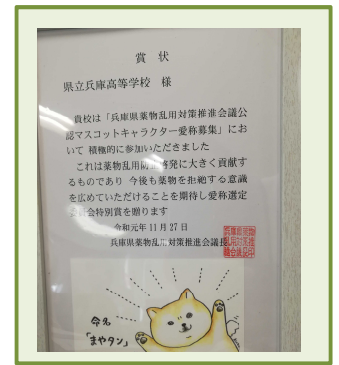 賞 状
県立兵庫高等学校 様
貴校は「兵庫県薬物乱用対策推進会議公
認マスコットキャラクター愛称募集」にお
いて 積極的に参加いただきました
これは薬物乱用防止啓発に大きく貢献す
るものであり 今後も薬物を拒絶する意識
を広めていただけることを期待し愛称選定
委員会特別賞を贈ります
令和元年11月27日
兵庫県薬物乱用対策推進会議長
命名
「まやタン」